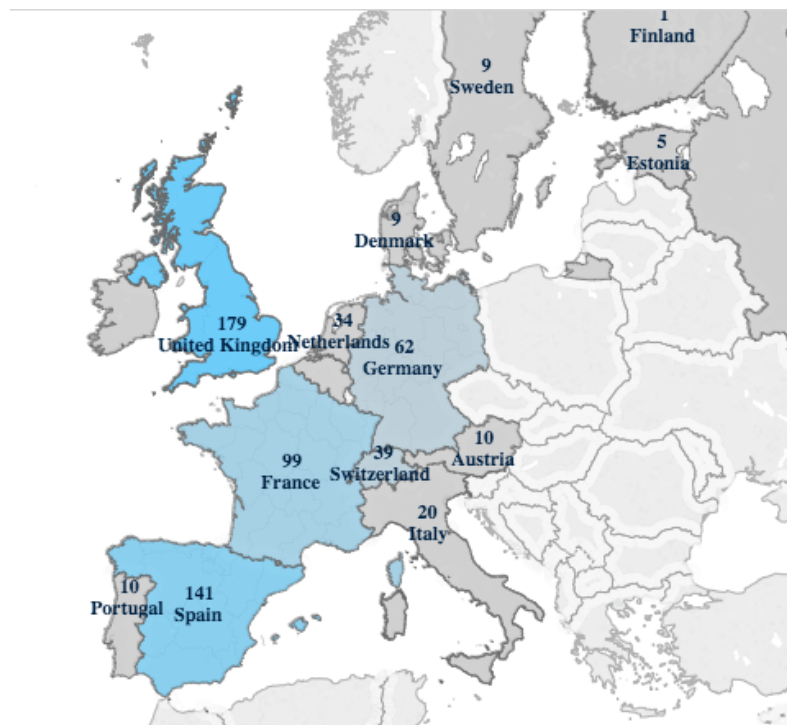 1
Finland
9
Sweden
5
Estonia
9
Denmark
179
United Kingdom
34
Netherlands
62
Germany
99
France
39
Switzerland
10
Austria
20
Italy
10
Portugal
141
Spain